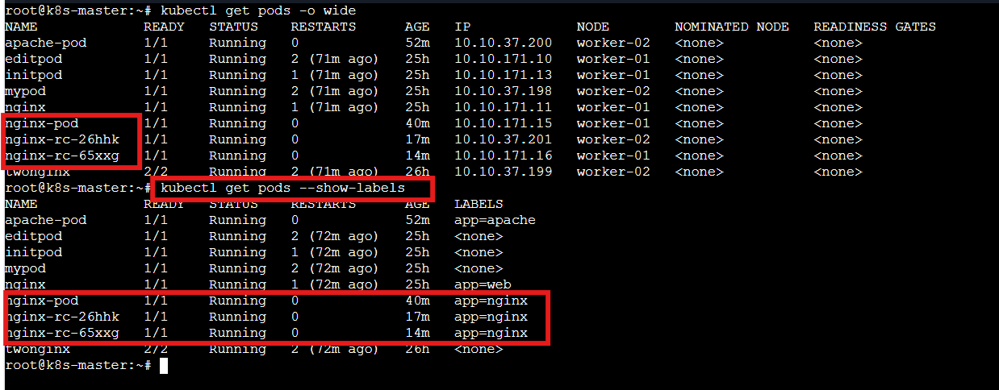 root@k8s-master:~# kubectl get pods -o wide
NAME READY STATUS RESTARTS AGE IP NODE NOMINATED NODE READINESS GATES
apache-pod 1/1 Running 0 52m 10.10.37.200 worker-02 <none> <none>
editpod 1/1 Running 2 (71m ago) 25h 10.10.171.10 worker-01 <none> <none>
initpod 1/1 Running 1 (71m ago) 25h 10.10.171.13 worker-01 <none> <none>
mypod 1/1 Running 2 (71m ago) 25h 10.10.37.198 worker-02 <none> <none>
nginx 1/1 Running 1 (71m ago) 25h 10.10.171.11 worker-01 <none> <none>
nginx-pod 1/1 Running 0 40m 10.10.171.15 worker-01 <none> <none>
nginx-rc-26hhk 1/1 Running 0 17m 10.10.37.201 worker-02 <none> <none>
nginx-rc-65xxg 1/1 Running 0 14m 10.10.171.16 worker-01 <none> <none>
twonginx 2/2 Running 2 (71m ago) 26h 10.10.37.199 worker-02 <none> <none>
root@k8s-master:~# kubectl get pods --show-labels
NAME READY STATUS RESTARTS AGE LABELS
apache-pod 1/1 Running 0 52m app=apache
editpod 1/1 Running 2 (72m ago) 25h <none>
initpod 1/1 Running 1 (72m ago) 25h <none>
mypod 1/1 Running 2 (72m ago) 25h <none>
nginx 1/1 Running 1 (72m ago) 25h app=web
nginx-pod 1/1 Running 0 40m app=nginx
nginx-rc-26hhk 1/1 Running 0 17m app=nginx
nginx-rc-65xxg 1/1 Running 0 14m app=nginx
twonginx 2/2 Running 2 (72m ago) 26h <none>
root@k8s-master:~#